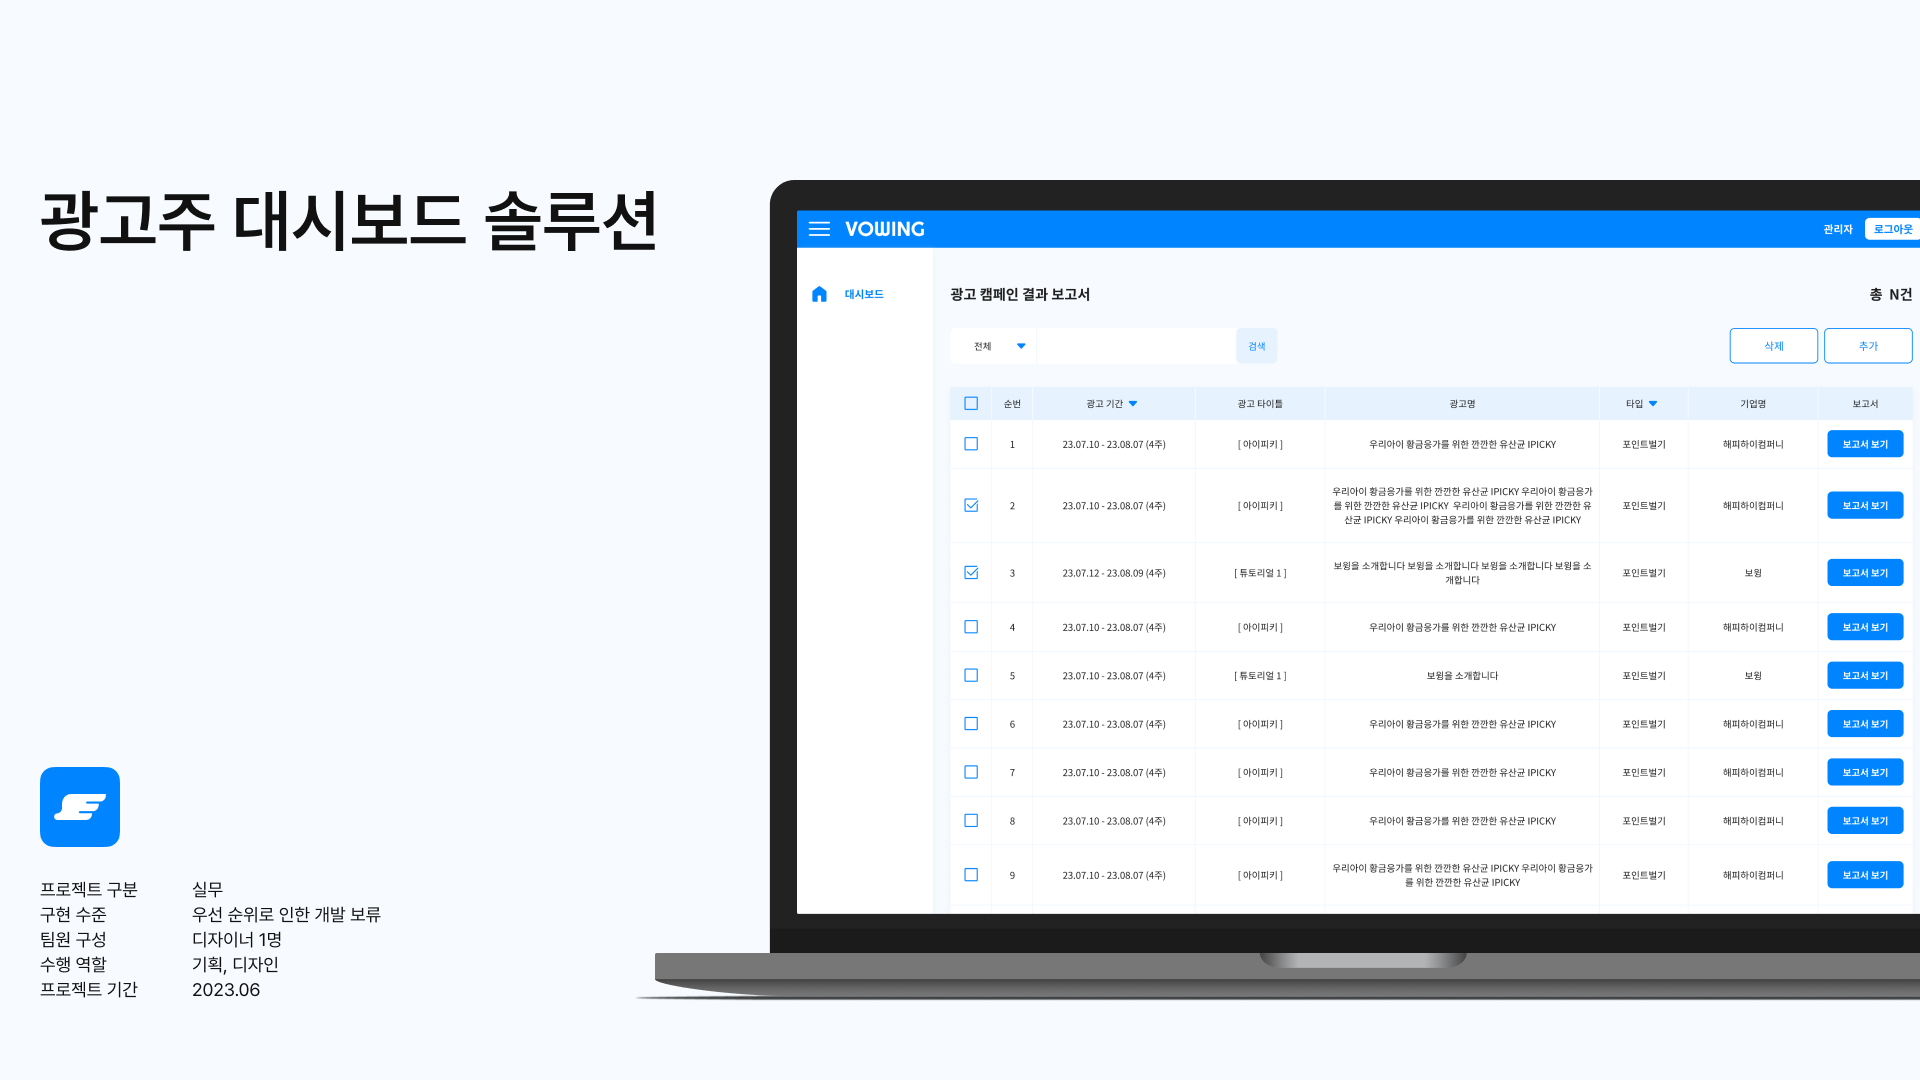 광고주 대시보드 솔루션
프로젝트 구분 실무
구현 수준 우선 순위로 인한 개발 보류
팀원 구성 디자이너 1명
수행 역할 기획, 디자인
프로젝트 기간 2023.06
VOWING 관리자 로그아웃
대시보드
광고 캠페인 결과 보고서 총 N건
전체 검색 삭제 추가
순번 광고 기간 광고 타이틀 광고명 타입 기업명 보고서
1 23.07.10 - 23.08.07 (4주) [ 아이피키 ] 우리아이 황금응가를 위한 깐깐한 유산균 IPICKY 포인트벌기 해피하이컴퍼니 보고서 보기
우리아이 황금응가를 위한 깐깐한 유산균 IPICKY 우리아이 황금응가
2 23.07.10 - 23.08.07 (4주) [ 아이피키 ] 를 위한 깐깐한 유산균 IPICKY 우리아이 황금응가를 위한 깐깐한 유 포인트벌기 해피하이컴퍼니 보고서 보기
산균 IPICKY 우리아이 황금응가를 위한 깐깐한 유산균 IPICKY
3 23.07.12 - 23.08.09 (4주) [ 튜토리얼 1 ] 보윙을 소개합니다 보윙을 소개합니다 보윙을 소개합니다 보윙을 소 포인트벌기 보윙 보고서 보기
개합니다
4 23.07.10 - 23.08.07 (4주) [ 아이피키 ] 우리아이 황금응가를 위한 깐깐한 유산균 IPICKY 포인트벌기 해피하이컴퍼니 보고서 보기
5 23.07.10 - 23.08.07 (4주) [ 튜토리얼 1 ] 보윙을 소개합니다 포인트벌기 보윙 보고서 보기
6 23.07.10 - 23.08.07 (4주) [ 아이피키 ] 우리아이 황금응가를 위한 깐깐한 유산균 IPICKY 포인트벌기 해피하이컴퍼니 보고서 보기
7 23.07.10 - 23.08.07 (4주) [ 아이피키 ] 우리아이 황금응가를 위한 깐깐한 유산균 IPICKY 포인트벌기 해피하이컴퍼니 보고서 보기
8 23.07.10 - 23.08.07 (4주) [ 아이피키 ] 우리아이 황금응가를 위한 깐깐한 유산균 IPICKY 포인트벌기 해피하이컴퍼니 보고서 보기
9 23.07.10 - 23.08.07 (4주) [ 아이피키 ] 우리아이 황금응가를 위한 깐깐한 유산균 IPICKY 우리아이 황금응가 포인트벌기 해피하이컴퍼니 보고서 보기
를 위한 깐깐한 유산균 IPICKY